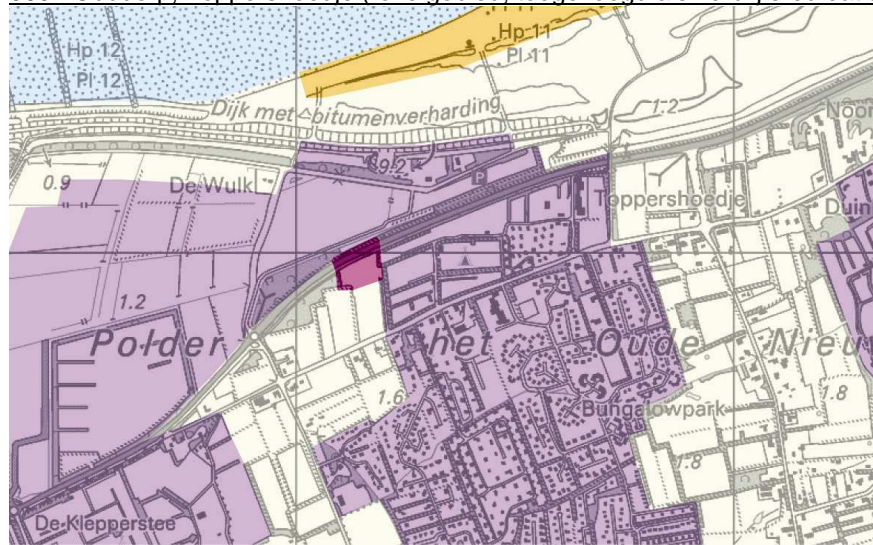 Hp 11
Hp 12
Pl 11
Pl 12
Dijk met bitumenverharding
1.2
Noor
9.2
P
0.9
De Wulk
Toppershoedje
Duin
1.2
Polder het Oude Nieu
1.6
1.8
Bungalowpark
1.8
De Klepperstee